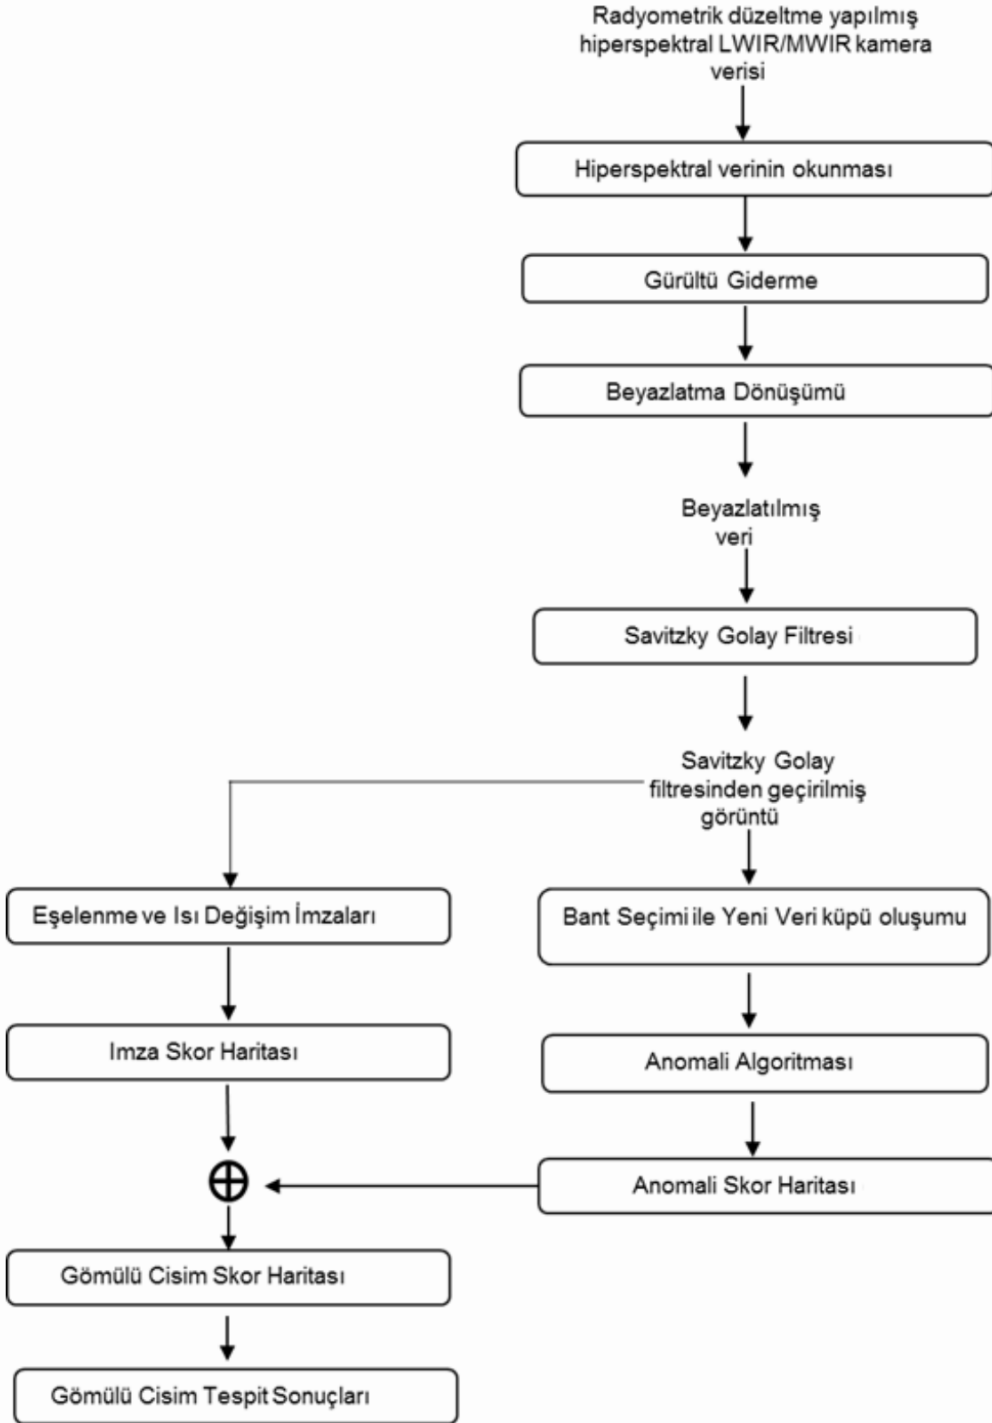 Radyometrik düzeltme yapılmış
hiperspektral LWIR/MWIR kamera
verisi
Hiperspektral verinin okunması
Gürültü Giderme
Beyazlatma Dönüşümü
Beyazlatılmış
veri
Savitzky Golay Filtresi
Savitzky Golay
filtresinden geçirilmiş
görüntü
Eşelenme ve Isı Değişim İmzaları
Bant Seçimi ile Yeni Veri küpü oluşumu
Imza Skor Haritası
Anomali Algoritması
Anomali Skor Haritası
Gömülü Cisim Skor Haritası
Gömülü Cisim Tespit Sonuçları